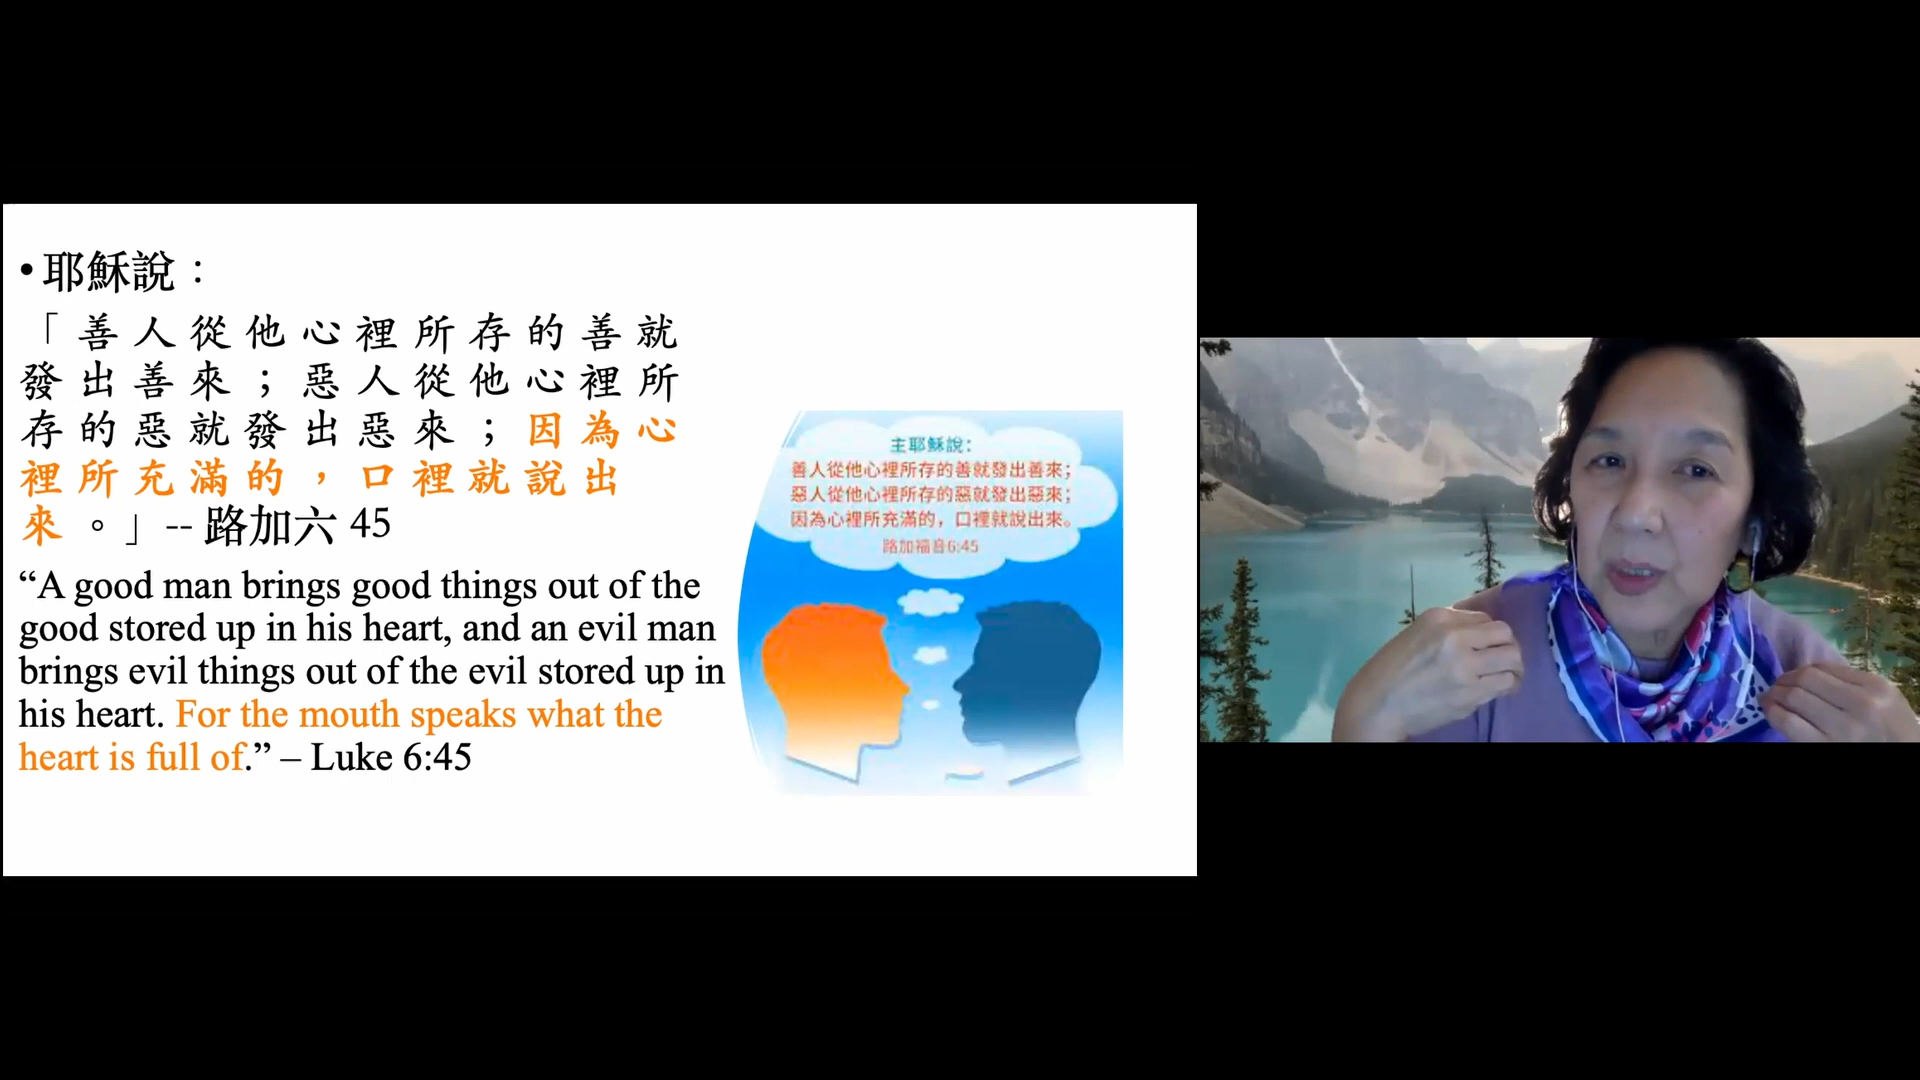 •耶穌說：
「善人從他心裡所存的善就
發出善來；惡人從他心裡所
存的惡就發出惡來；因為心
裡所充滿的，口裡就說出
來。」-- 路加六 45
“A good man brings good things out of the
good stored up in his heart, and an evil man
brings evil things out of the evil stored up in
his heart. For the mouth speaks what the
heart is full of.” – Luke 6:45
主耶穌說:
善人從他心裡所存的善就發出善來;
惡人從他心裡所存的惡就發出惡來;
因為心裡所充滿的, 口裡就說出來。
路加福音6:45